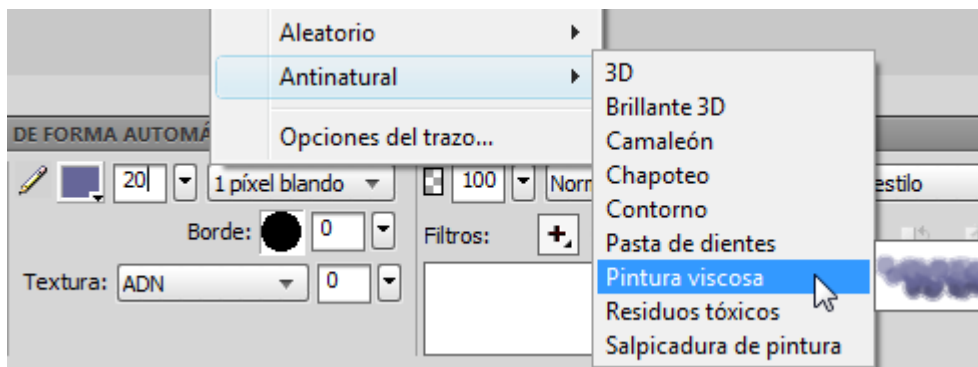 Aleatorio
Antinatural
Opciones del trazo...
3D
Brillante 3D
Camaleón
Chapoteo
Contorno
Pasta de dientes
Pintura viscosa
Residuos tóxicos
Salpicadura de pintura
DE FORMA AUTOMÁ
20 1 píxel blando 100 Norr estilo
Borde: 0 Filtros:
Textura: ADN 0